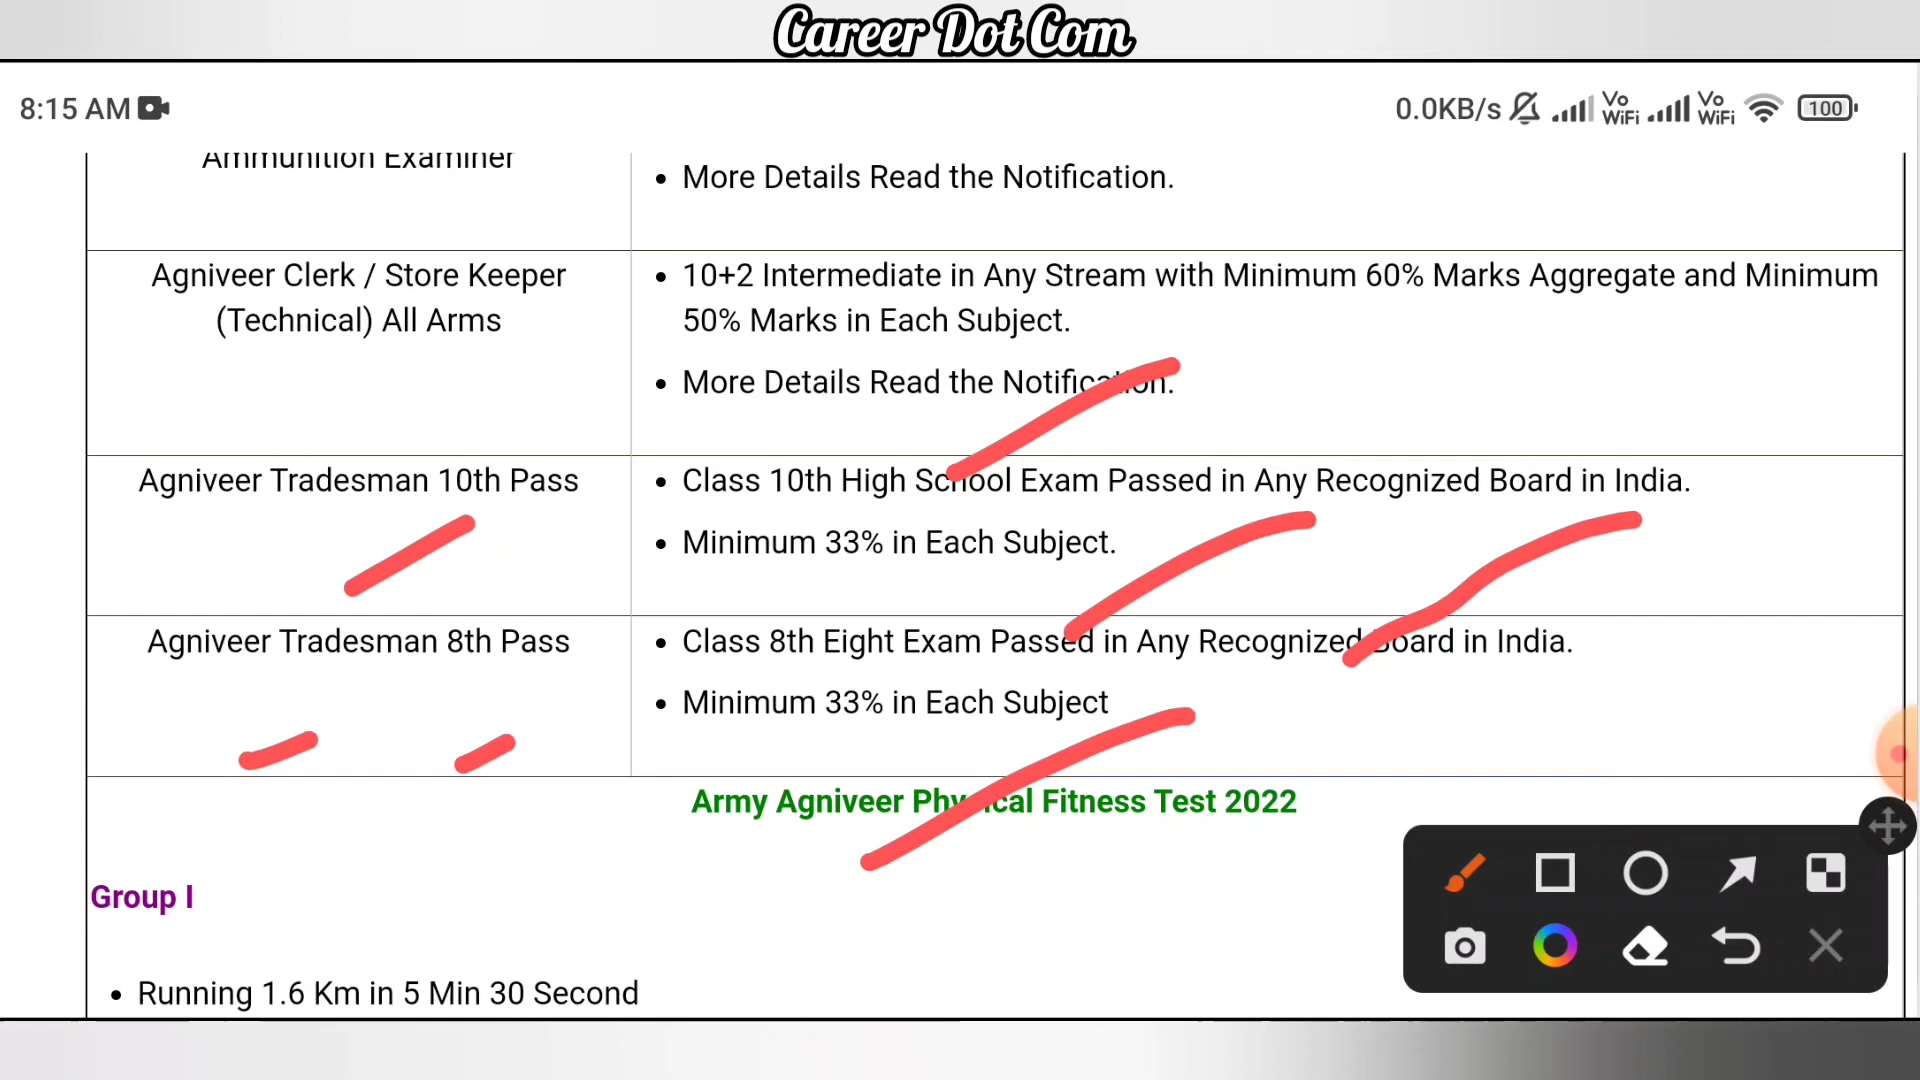 Career Dot Com
8:15 AM
0.0KB/s Vo WiFi Vo WiFi 100
Ammunition Examiner
• More Details Read the Notification.
Agniveer Clerk / Store Keeper
(Technical) All Arms
• 10+2 Intermediate in Any Stream with Minimum 60% Marks Aggregate and Minimum
50% Marks in Each Subject.
• More Details Read the Notification.
Agniveer Tradesman 10th Pass
• Class 10th High School Exam Passed in Any Recognized Board in India.
• Minimum 33% in Each Subject.
Agniveer Tradesman 8th Pass
• Class 8th Eight Exam Passed in Any Recognized Board in India.
• Minimum 33% in Each Subject
Army Agniveer Physical Fitness Test 2022
Group I
• Running 1.6 Km in 5 Min 30 Second